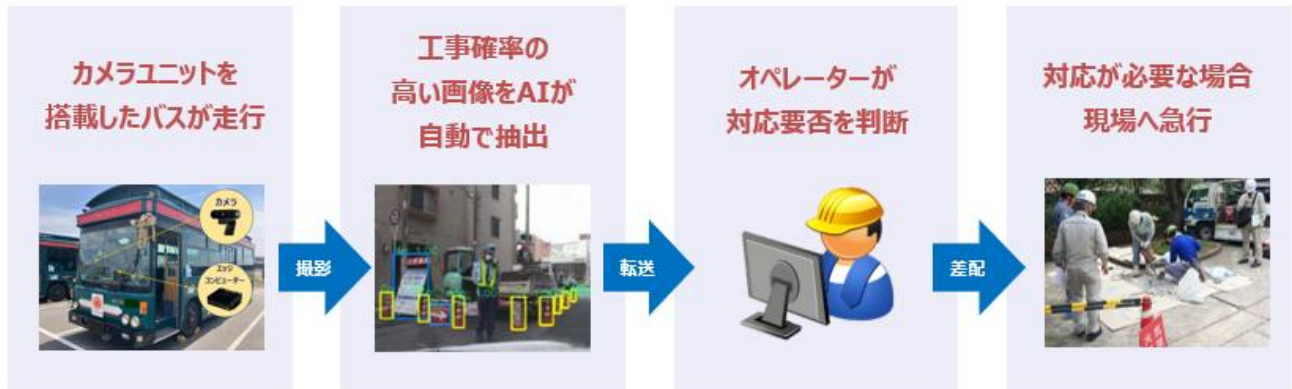 カメラユニットを
搭載したバスが走行
カメラ
エッジ
コンピューター
撮影
工事確率の
高い画像をAIが
自動で抽出
転送
オペレーターが
対応要否を判断
差配
対応が必要な場合
現場へ急行